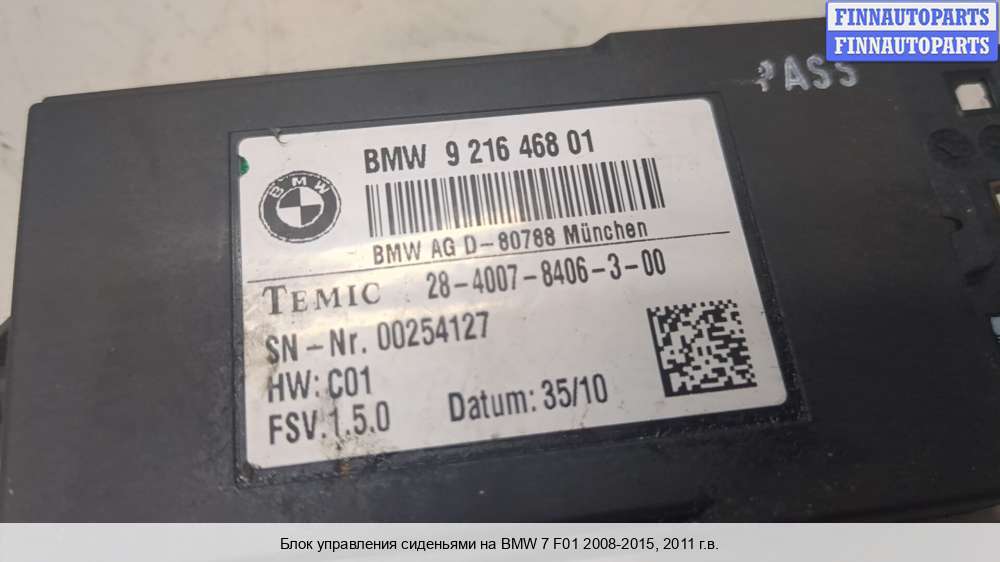 FINNAUTOPARTS
FINNAUTOPARTS
PASS
BMW 9 216 468 01
BMW
BMW AG D-80788 München
TEMIC 28-4007-8406-3-00
SN-Nr. 00254127
HW: C01
FSV.1.5.0 Datum: 35/10
Блок управления сиденьями на BMW 7 F01 2008-2015, 2011 г.в.